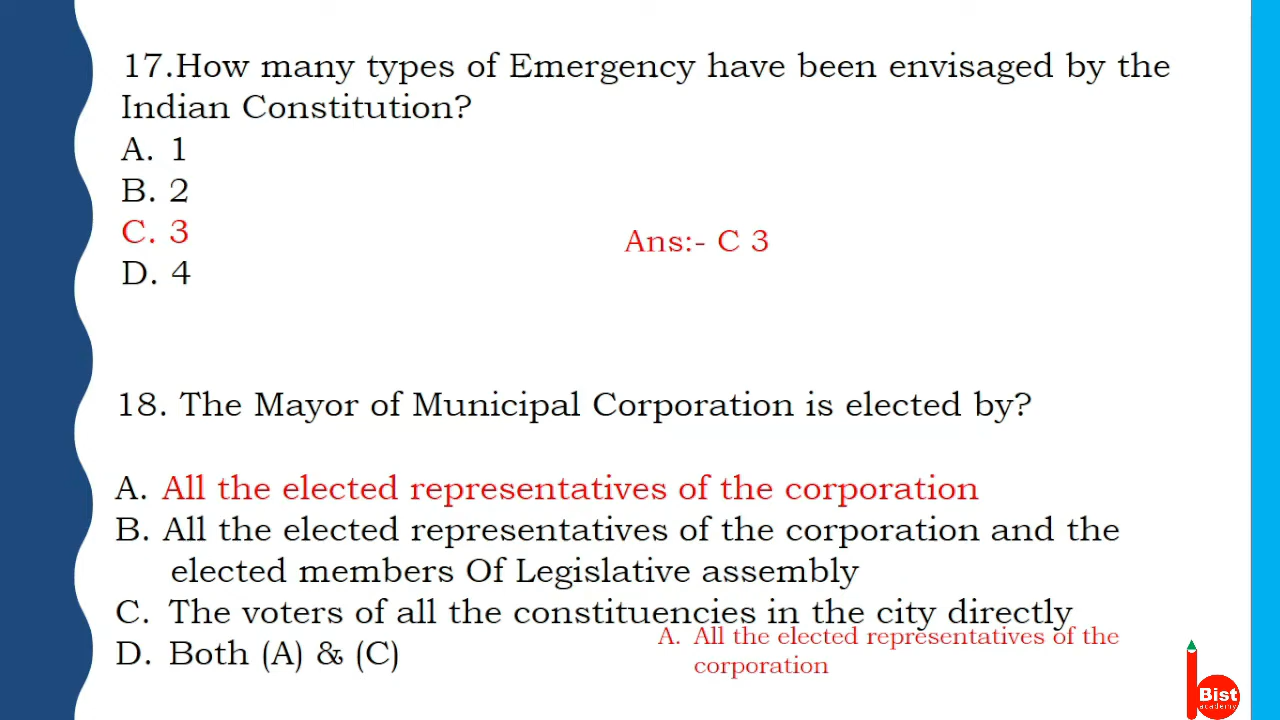 17.How many types of Emergency have been envisaged by the
Indian Constitution?
A. 1
B. 2
C. 3
Ans:- C 3
D. 4
18. The Mayor of Municipal Corporation is elected by?
A. All the elected representatives of the corporation
B. All the elected representatives of the corporation and the
elected members Of Legislative assembly
C. The voters of all the constituencies in the city directly
D. Both (A) & (C)
A. All the elected representatives of the
corporation
Bist
academy